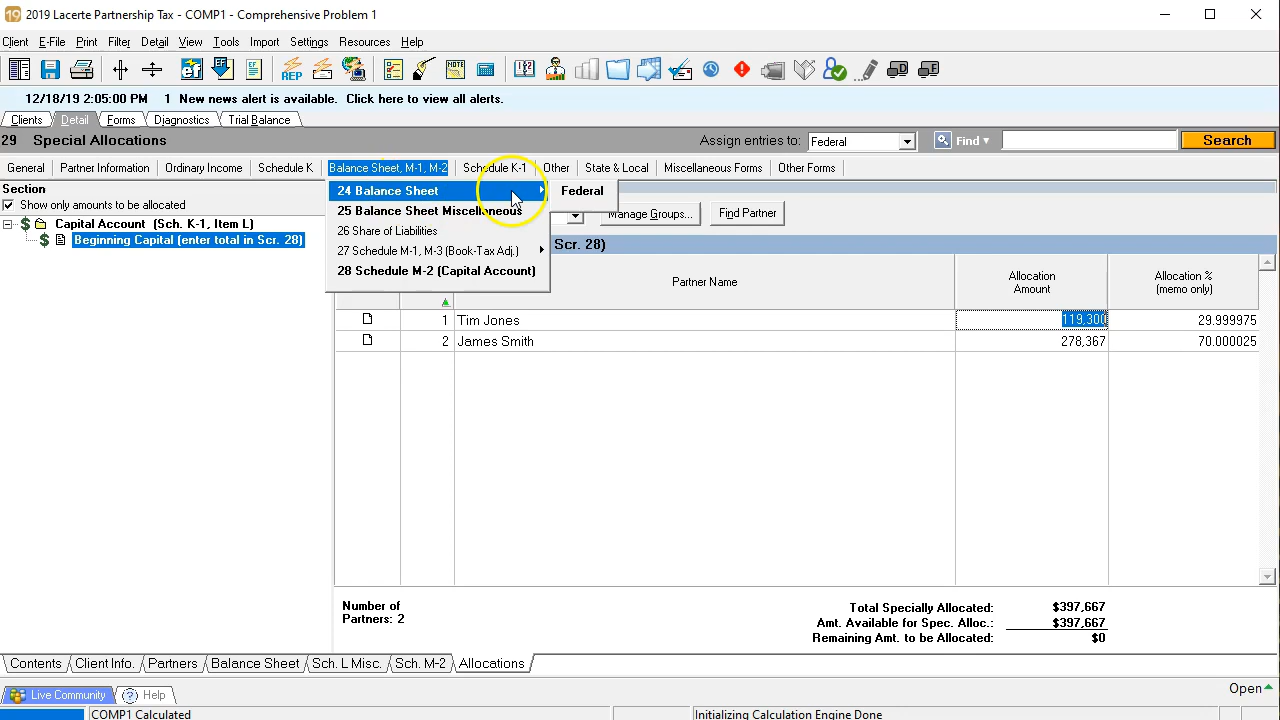 19 2019 Lacerte Partnership Tax - COMP1 - Comprehensive Problem 1
Client E-File Print Filter Detail View Tools Import Settings Resources Help
REP
12/18/19 2:05:00 PM 1 New news alert is available. Click here to view all alerts.
Clients Detail Forms Diagnostics Trial Balance
29 Special Allocations Assign entries to: Federal Find Search
General Partner Information Ordinary Income Schedule K Balance Sheet, M-1, M-2 Schedule K-1 Other State & Local Miscellaneous Forms Other Forms
Section
24 Balance Sheet Federal
Show only amounts to be allocated
25 Balance Sheet Miscellaneous Manage Groups... Find Partner
Capital Account (Sch. K-1, Item L)
26 Share of Liabilities
Beginning Capital (enter total in Scr. 28) Scr. 28)
27 Schedule M-1, M-3 (Book-Tax Adj.)
28 Schedule M-2 (Capital Account)
Partner Name Allocation Amount Allocation % (memo only)
1 Tim Jones 119,300 29.999975
2 James Smith 278,367 70.000025
Number of Partners: 2
Total Specially Allocated: $397,667
Amt. Available for Spec. Alloc.: $397,667
Remaining Amt. to be Allocated: $0
Contents Client Info. Partners Balance Sheet Sch. L Misc. Sch. M-2 Allocations
Live Community ? Help Open
COMP1 Calculated Initializing Calculation Engine Done